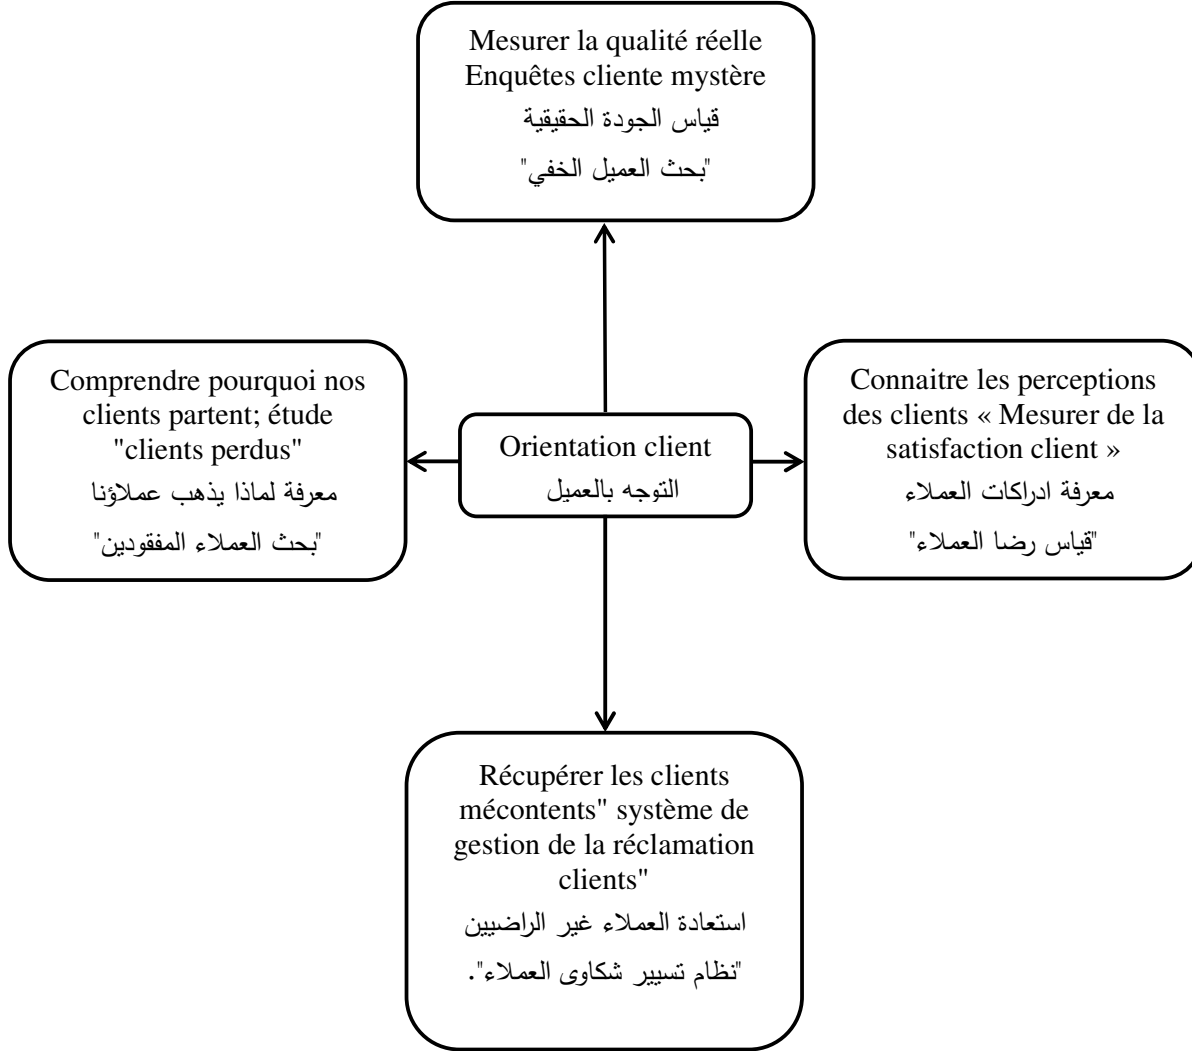 Mesurer la qualité réelle
Enquêtes cliente mystère
قياس الجودة الحقيقية
"بحث العميل الخفي"
Comprendre pourquoi nos
clients partent; étude
"clients perdus"
معرفة لماذا يذهب عملاؤنا
"بحث العملاء المفقودين"
Orientation client
التوجه بالعميل
Connaitre les perceptions
des clients « Mesurer de la
satisfaction client »
معرفة ادراكات العملاء
"قياس رضا العملاء"
Récupérer les clients
mécontents" système de
gestion de la réclamation
clients"
استعادة العملاء غير الراضيين
"نظام تسيير شكاوى العملاء".